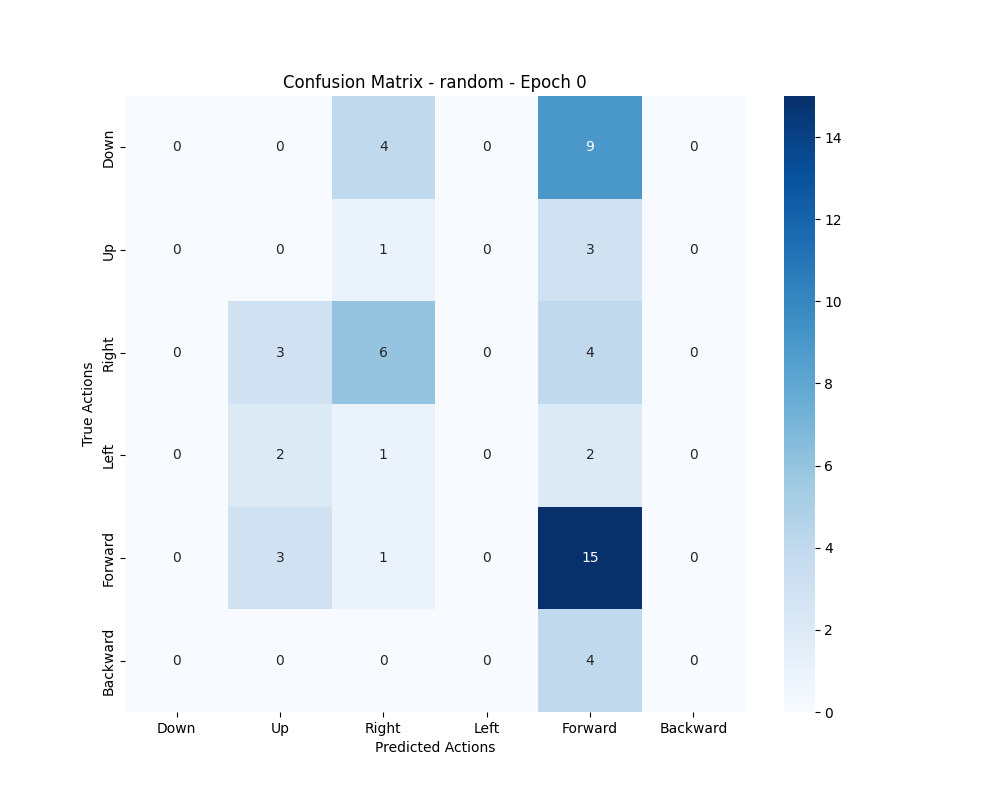 Confusion Matrix - random - Epoch 0
True Actions
Down 0 0 4 0 9 0
Up 0 0 1 0 3 0
Right 0 3 6 0 4 0
Left 0 2 1 0 2 0
Forward 0 3 1 0 15 0
Backward 0 0 0 0 4 0
Down Up Right Left Forward Backward
Predicted Actions
14
12
10
8
6
4
2
0